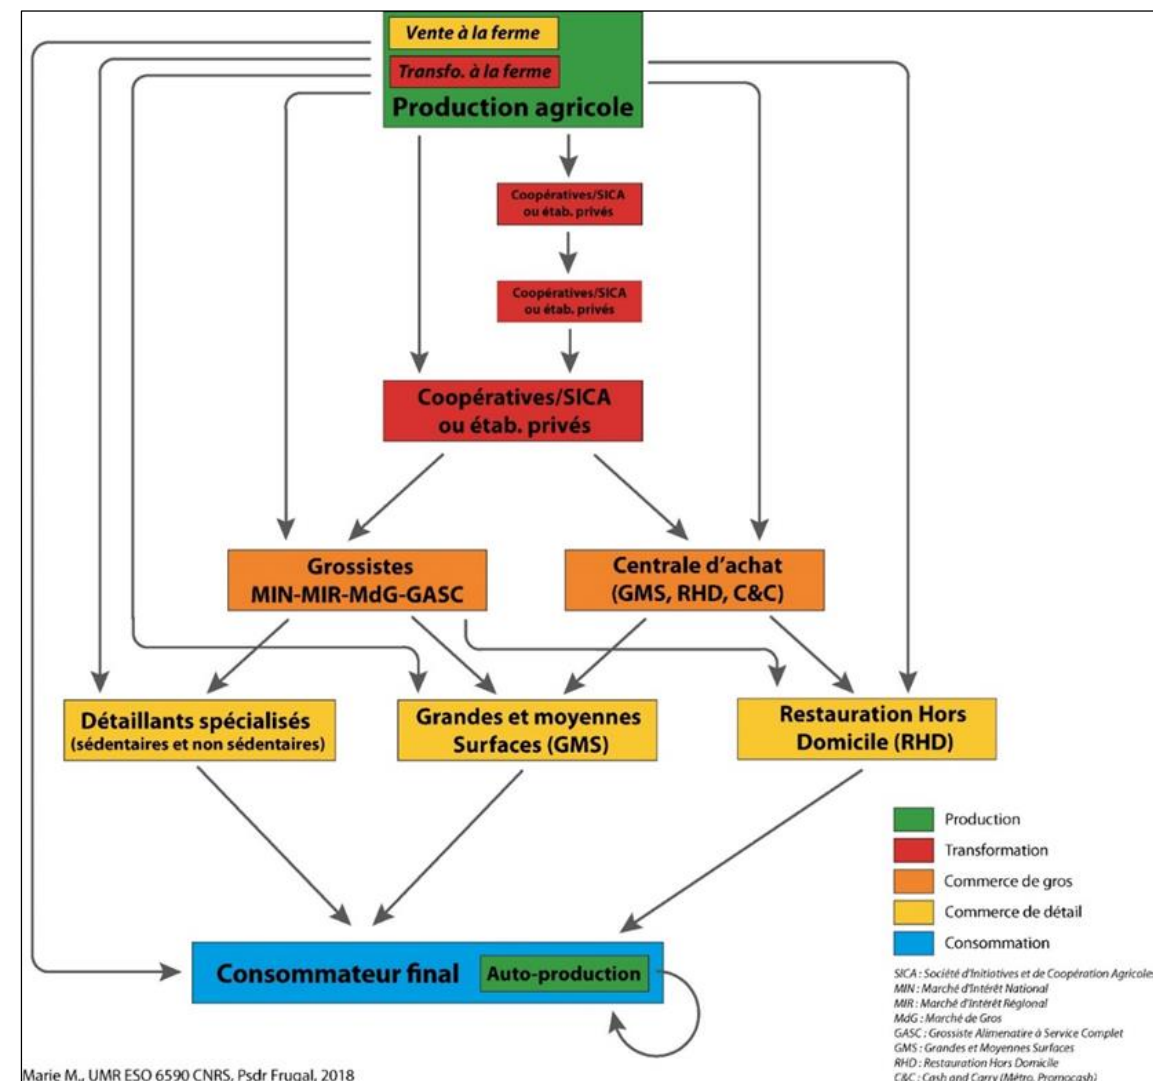 Vente à la ferme
Transfo. à la ferme
Production agricole
Coopératives/SICA
ou étab. privés
Coopératives/SICA
ou étab. privés
Coopératives/SICA
ou étab. privés
Grossistes
MIN-MIR-MdG-GASC
Centrale d'achat
(GMS, RHD, C&C)
Détaillants spécialisés
(sédentaires et non sédentaires)
Grandes et moyennes
Surfaces (GMS)
Restauration Hors
Domicile (RHD)
Production
Transformation
Commerce de gros
Commerce de détail
Consommation
Consommateur final
Auto-production
SICA : Société d'Initiatives et de Coopération Agricoles
MIN : Marché d'Intérêt National
MIR : Marché d'Intérêt Régional
MdG : Marché de Gros
GASC : Grossiste Alimenatire à Service Complet
GMS : Grandes et Moyennes Surfaces
RHD : Restauration Hors Domicile
C&C : Cash and Carry (Métro, Promocash)
Marie M., UMR ESO 6590 CNRS, Psdr Frugal, 2018